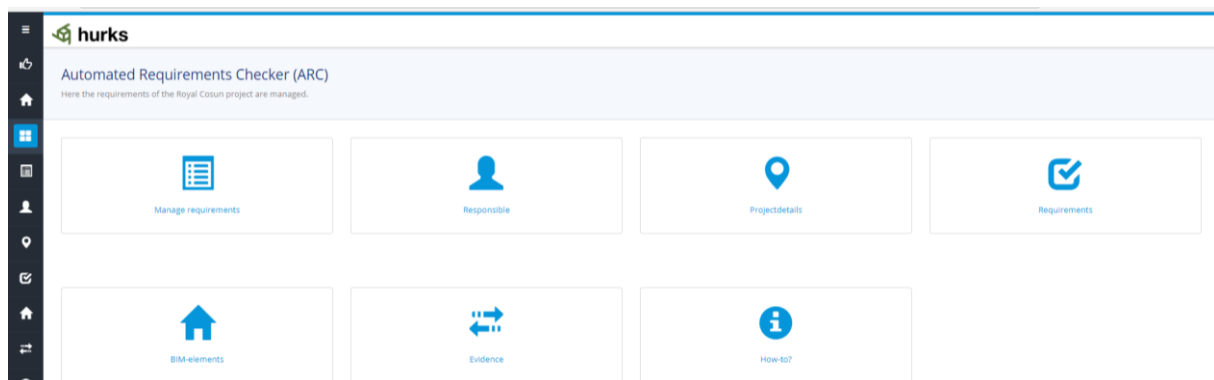 hurks
Automated Requirements Checker (ARC)
Here the requirements of the Royal Cosun project are managed.
Manage requirements
Responsible
Projectdetails
Requirements
BIM-elements
Evidence
How-to?